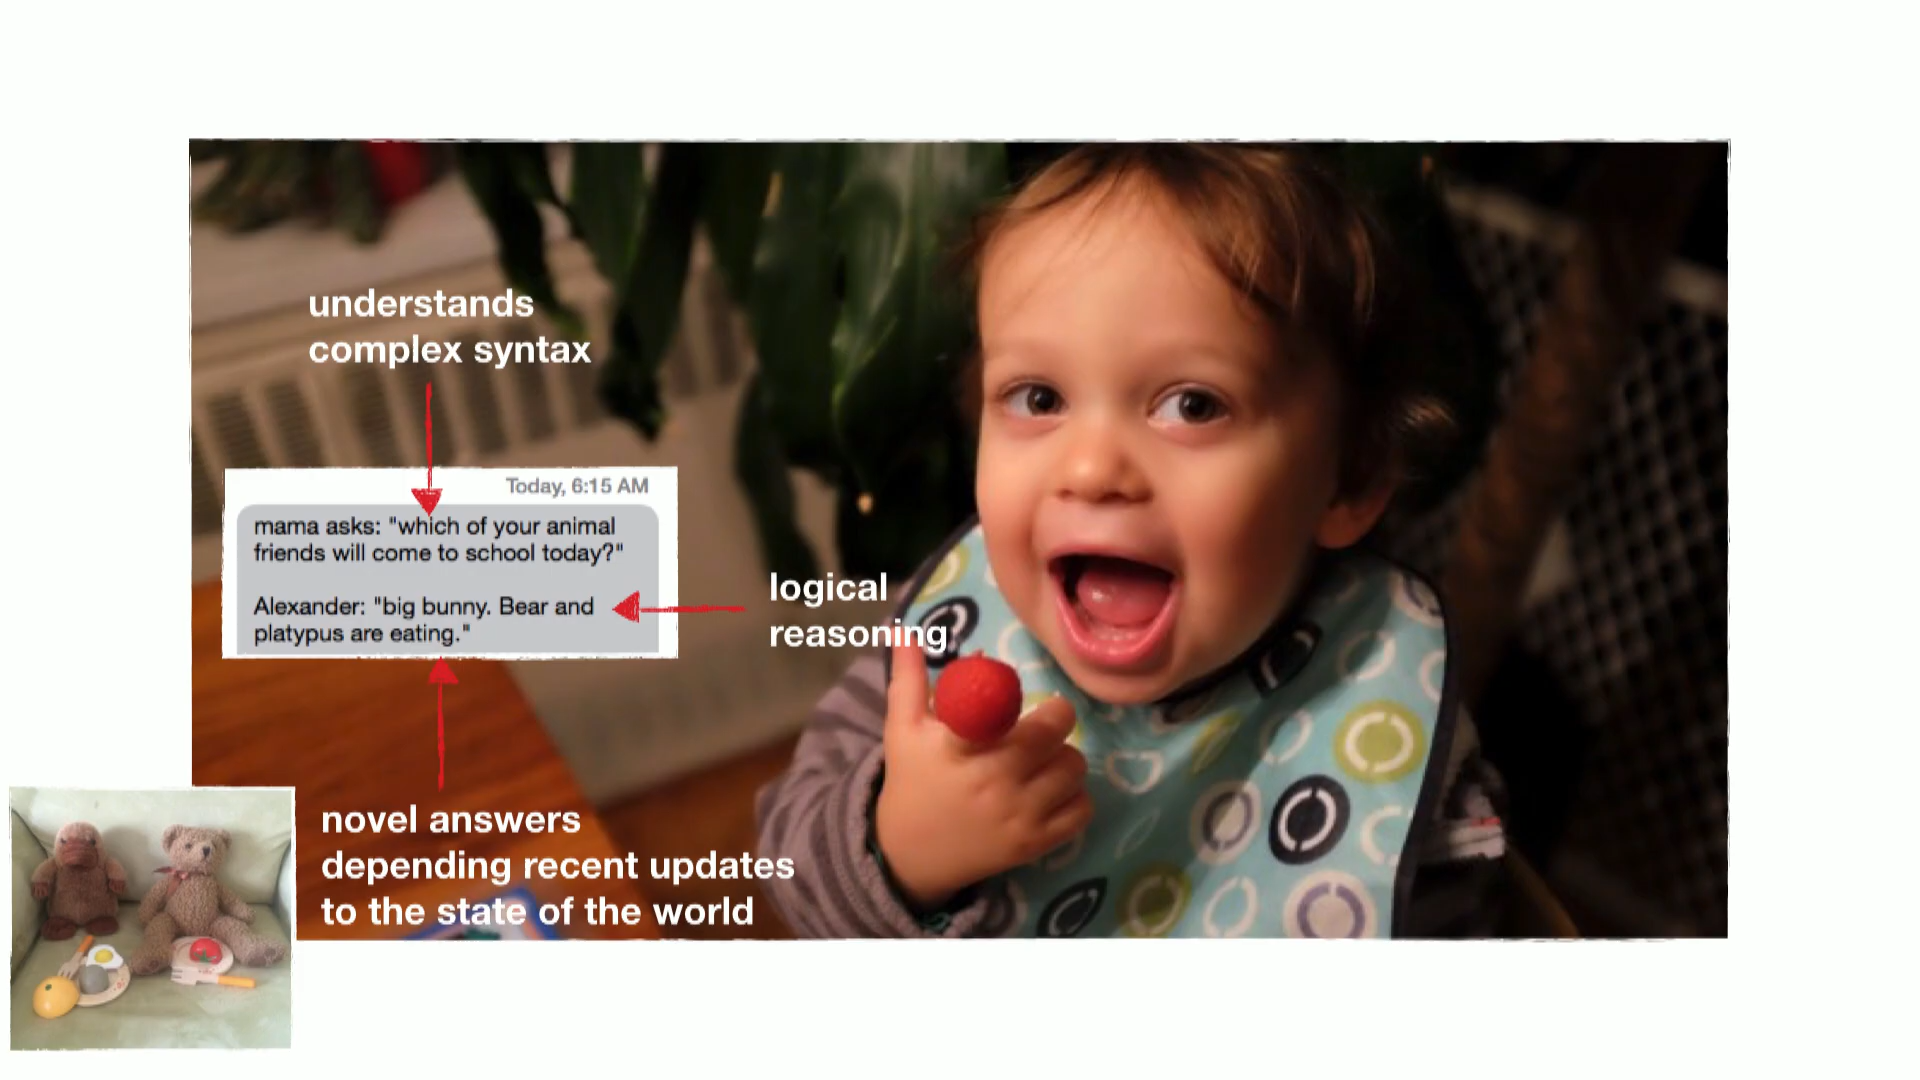 understands
complex syntax
Today, 6:15 AM
mama asks: "which of your animal
friends will come to school today?"
Alexander: "big bunny. Bear and
platypus are eating."
logical
reasoning
novel answers
depending recent updates
to the state of the world